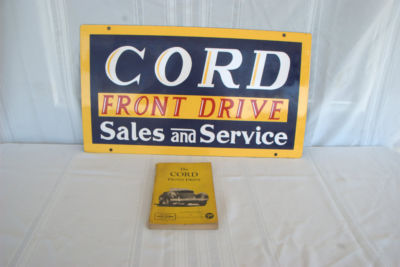 CORD
FRONT DRIVE
Sales and Service
The
CORD
FRONT DRIVE